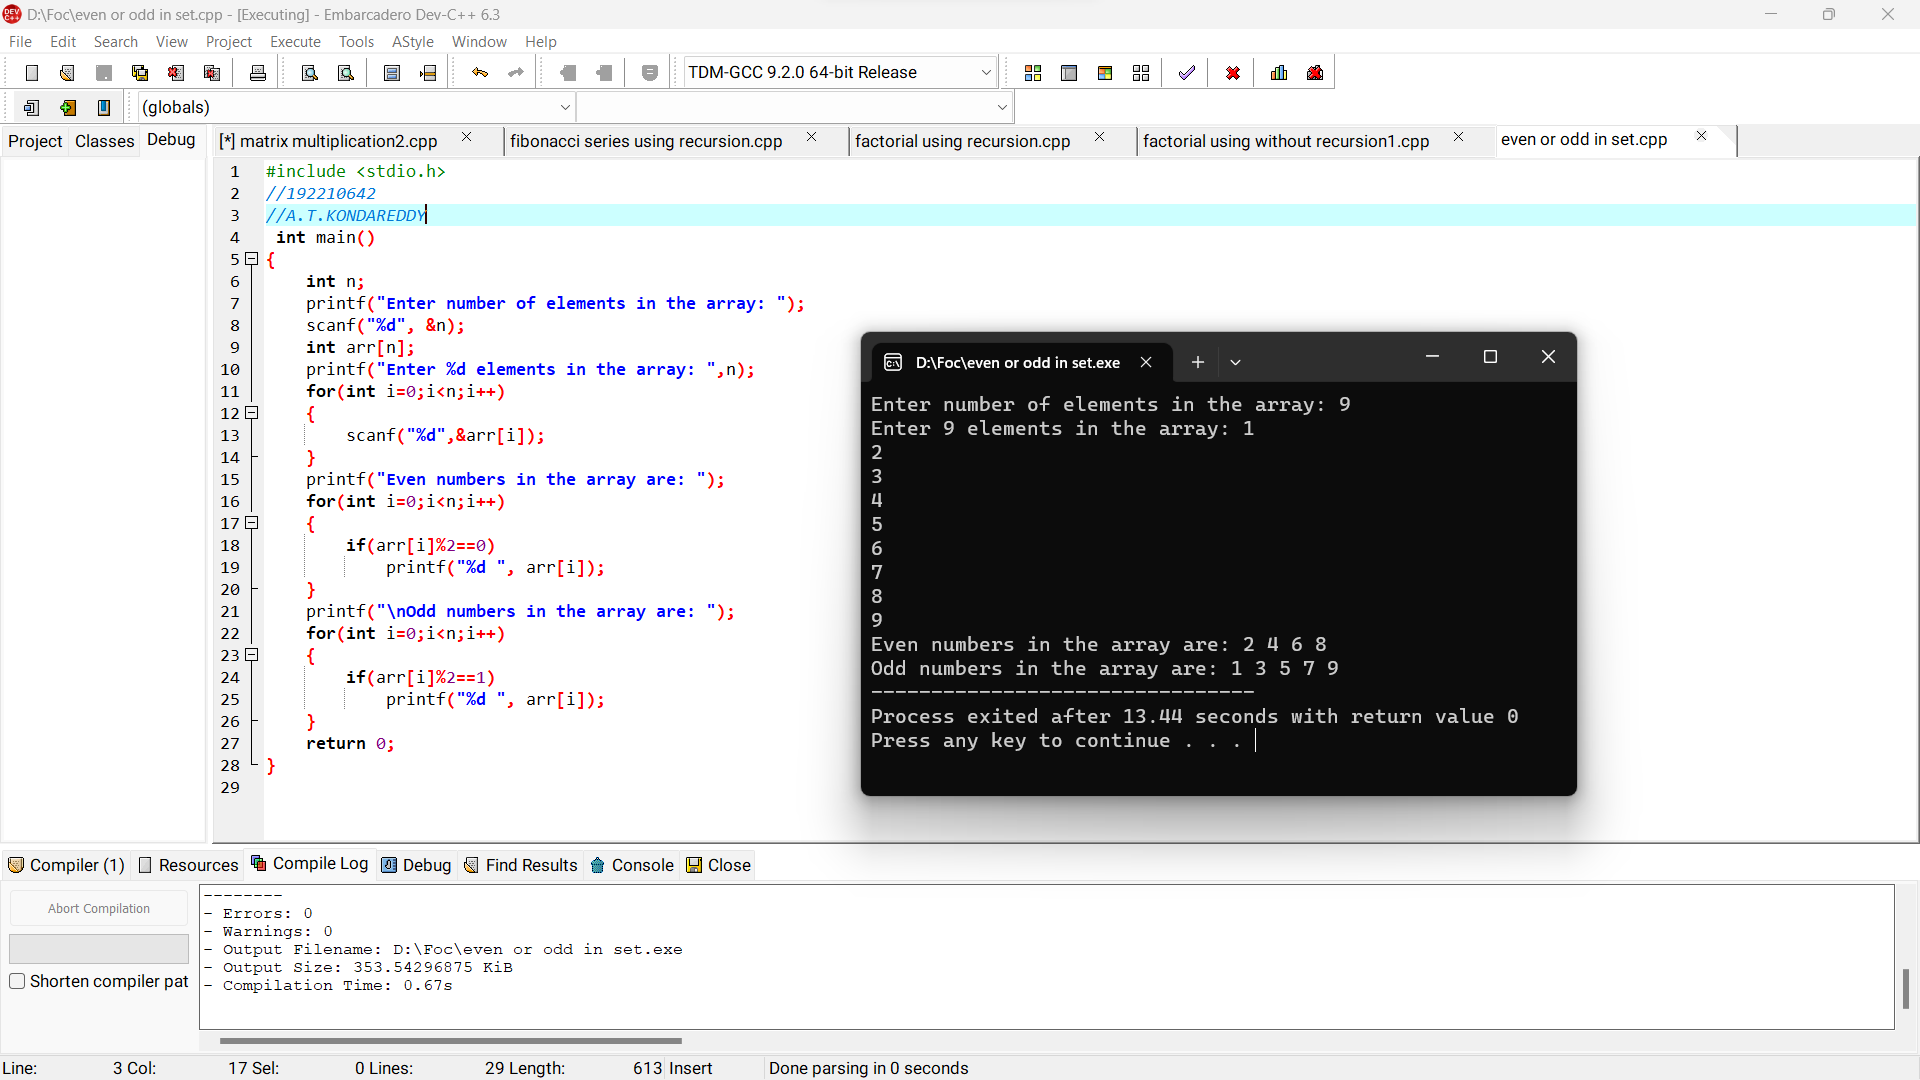 D:\Foc\even or odd in set.cpp - [Executing] - Embarcadero Dev-C++ 6.3
File Edit Search View Project Execute Tools AStyle Window Help
TDM-GCC 9.2.0 64-bit Release
(globals)
Project Classes Debug
[*] matrix multiplication2.cpp fibonacci series using recursion.cpp factorial using recursion.cpp factorial using without recursion1.cpp even or odd in set.cpp
1 #include <stdio.h>
2 //192210642
3 //A.T.KONDAREDDY
4 int main()
5 {
6 int n;
7 printf("Enter number of elements in the array: ");
8 scanf("%d", &n);
9 int arr[n];
10 printf("Enter %d elements in the array: ",n);
11 for(int i=0;i<n;i++)
12 {
13 scanf("%d",&arr[i]);
14 }
15 printf("Even numbers in the array are: ");
16 for(int i=0;i<n;i++)
17 {
18 if(arr[i]%2==0)
19 printf("%d ", arr[i]);
20 }
21 printf("\nOdd numbers in the array are: ");
22 for(int i=0;i<n;i++)
23 {
24 if(arr[i]%2==1)
25 printf("%d ", arr[i]);
26 }
27 return 0;
28 }
29
D:\Foc\even or odd in set.exe
Enter number of elements in the array: 9
Enter 9 elements in the array: 1
2
3
4
5
6
7
8
9
Even numbers in the array are: 2 4 6 8
Odd numbers in the array are: 1 3 5 7 9
--------------------------------
Process exited after 13.44 seconds with return value 0
Press any key to continue . . .
Compiler (1) Resources Compile Log Debug Find Results Console Close
Abort Compilation
Shorten compiler pat
--------
- Errors: 0
- Warnings: 0
- Output Filename: D:\Foc\even or odd in set.exe
- Output Size: 353.54296875 KiB
- Compilation Time: 0.67s
Line: 3 Col: 17 Sel: 0 Lines: 29 Length: 613 Insert Done parsing in 0 seconds